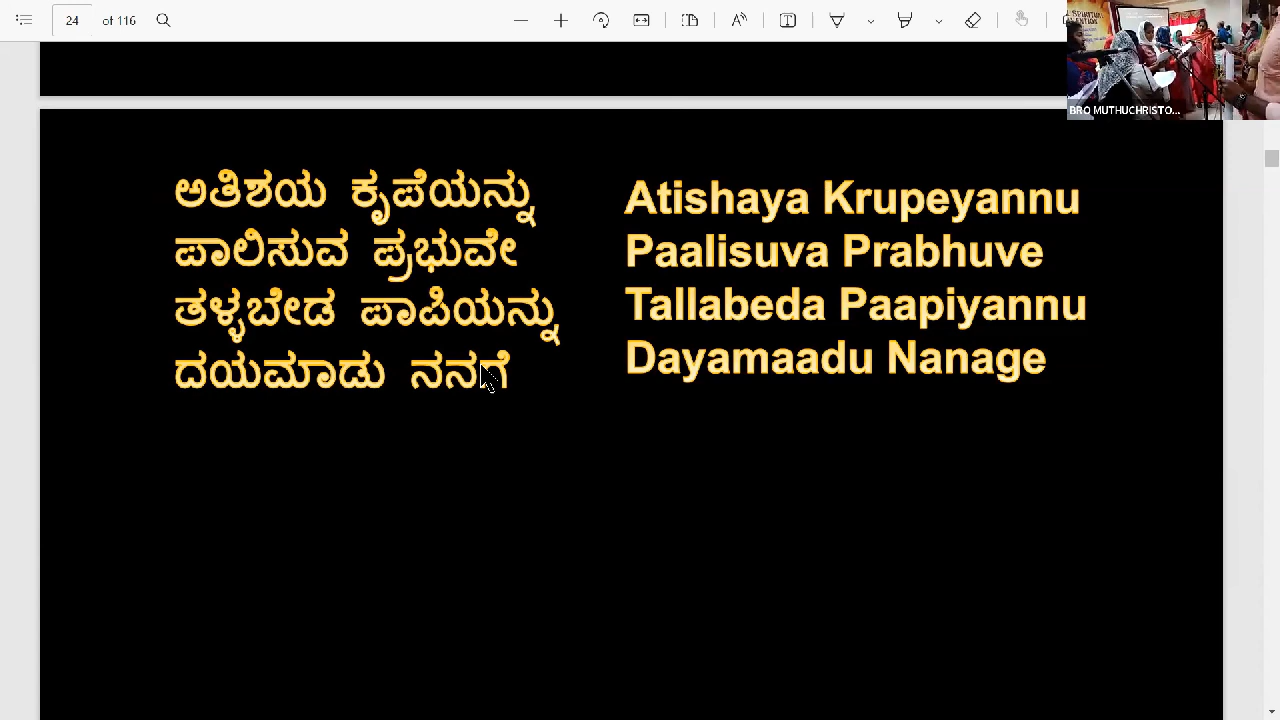 24 of 116
BRO MUTHUCHRISTO...
ಅತಿಶಯ ಕೃಪೆಯನ್ನು
ಪಾಲಿಸುವ ಪ್ರಭುವೇ
ತಳ್ಳಬೇಡ ಪಾಪಿಯನ್ನು
ದಯಮಾಡು ನನಗೆ
Atishaya Krupeyannu
Paalisuva Prabhuve
Tallabeda Paapiyannu
Dayamaadu Nanage